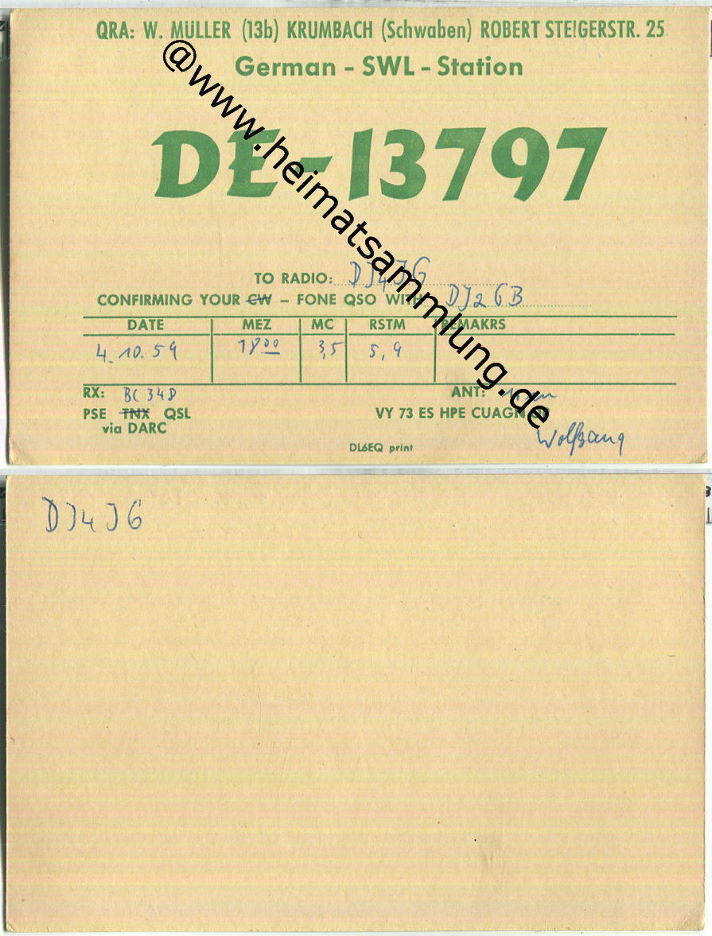 QRA: W. MÜLLER (13b) KRUMBACH (Schwaben) ROBERT STEIGERSTR. 25
German - SWL - Station
DE-13797
@www.heimatsammlung.de
TO RADIO: DJ4JG
CONFIRMING YOUR CW – FONE QSO WITH DJ2GB
DATE MEZ MC RSTM REMAKRS
4.10.59 18 00 3,5 5,9
RX: BC 348 ANT:
PSE TNX QSL VY 73 ES HPE CUAGN
via DARC Wolfgang
DL6EQ print
DJ4JG